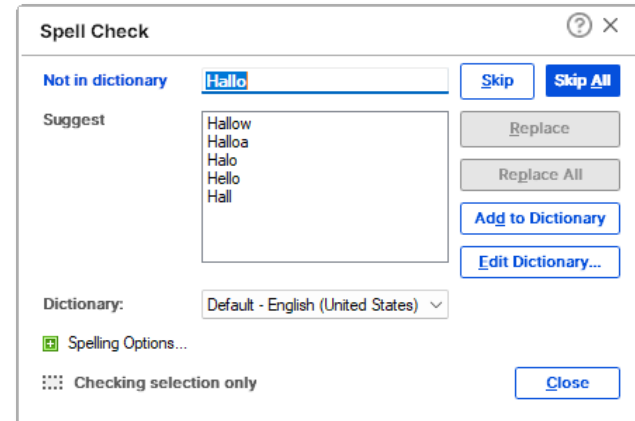 Spell Check
Not in dictionary Hallo Skip Skip All
Suggest
Hallow
Halloa
Halo
Hello
Hall
Replace
Replace All
Add to Dictionary
Edit Dictionary...
Dictionary: Default - English (United States)
Spelling Options...
Checking selection only Close